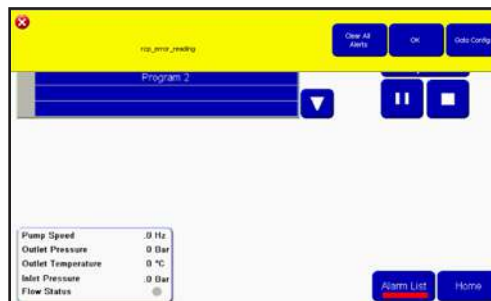 Clear All
Alerts
OK
Goto Config
rcp_error_reading
Program 2
Pump Speed .0 Hz
Outlet Pressure 0 Bar
Outlet Temperature 0 °C
Inlet Pressure .0 Bar
Flow Status
Alarm List
Home